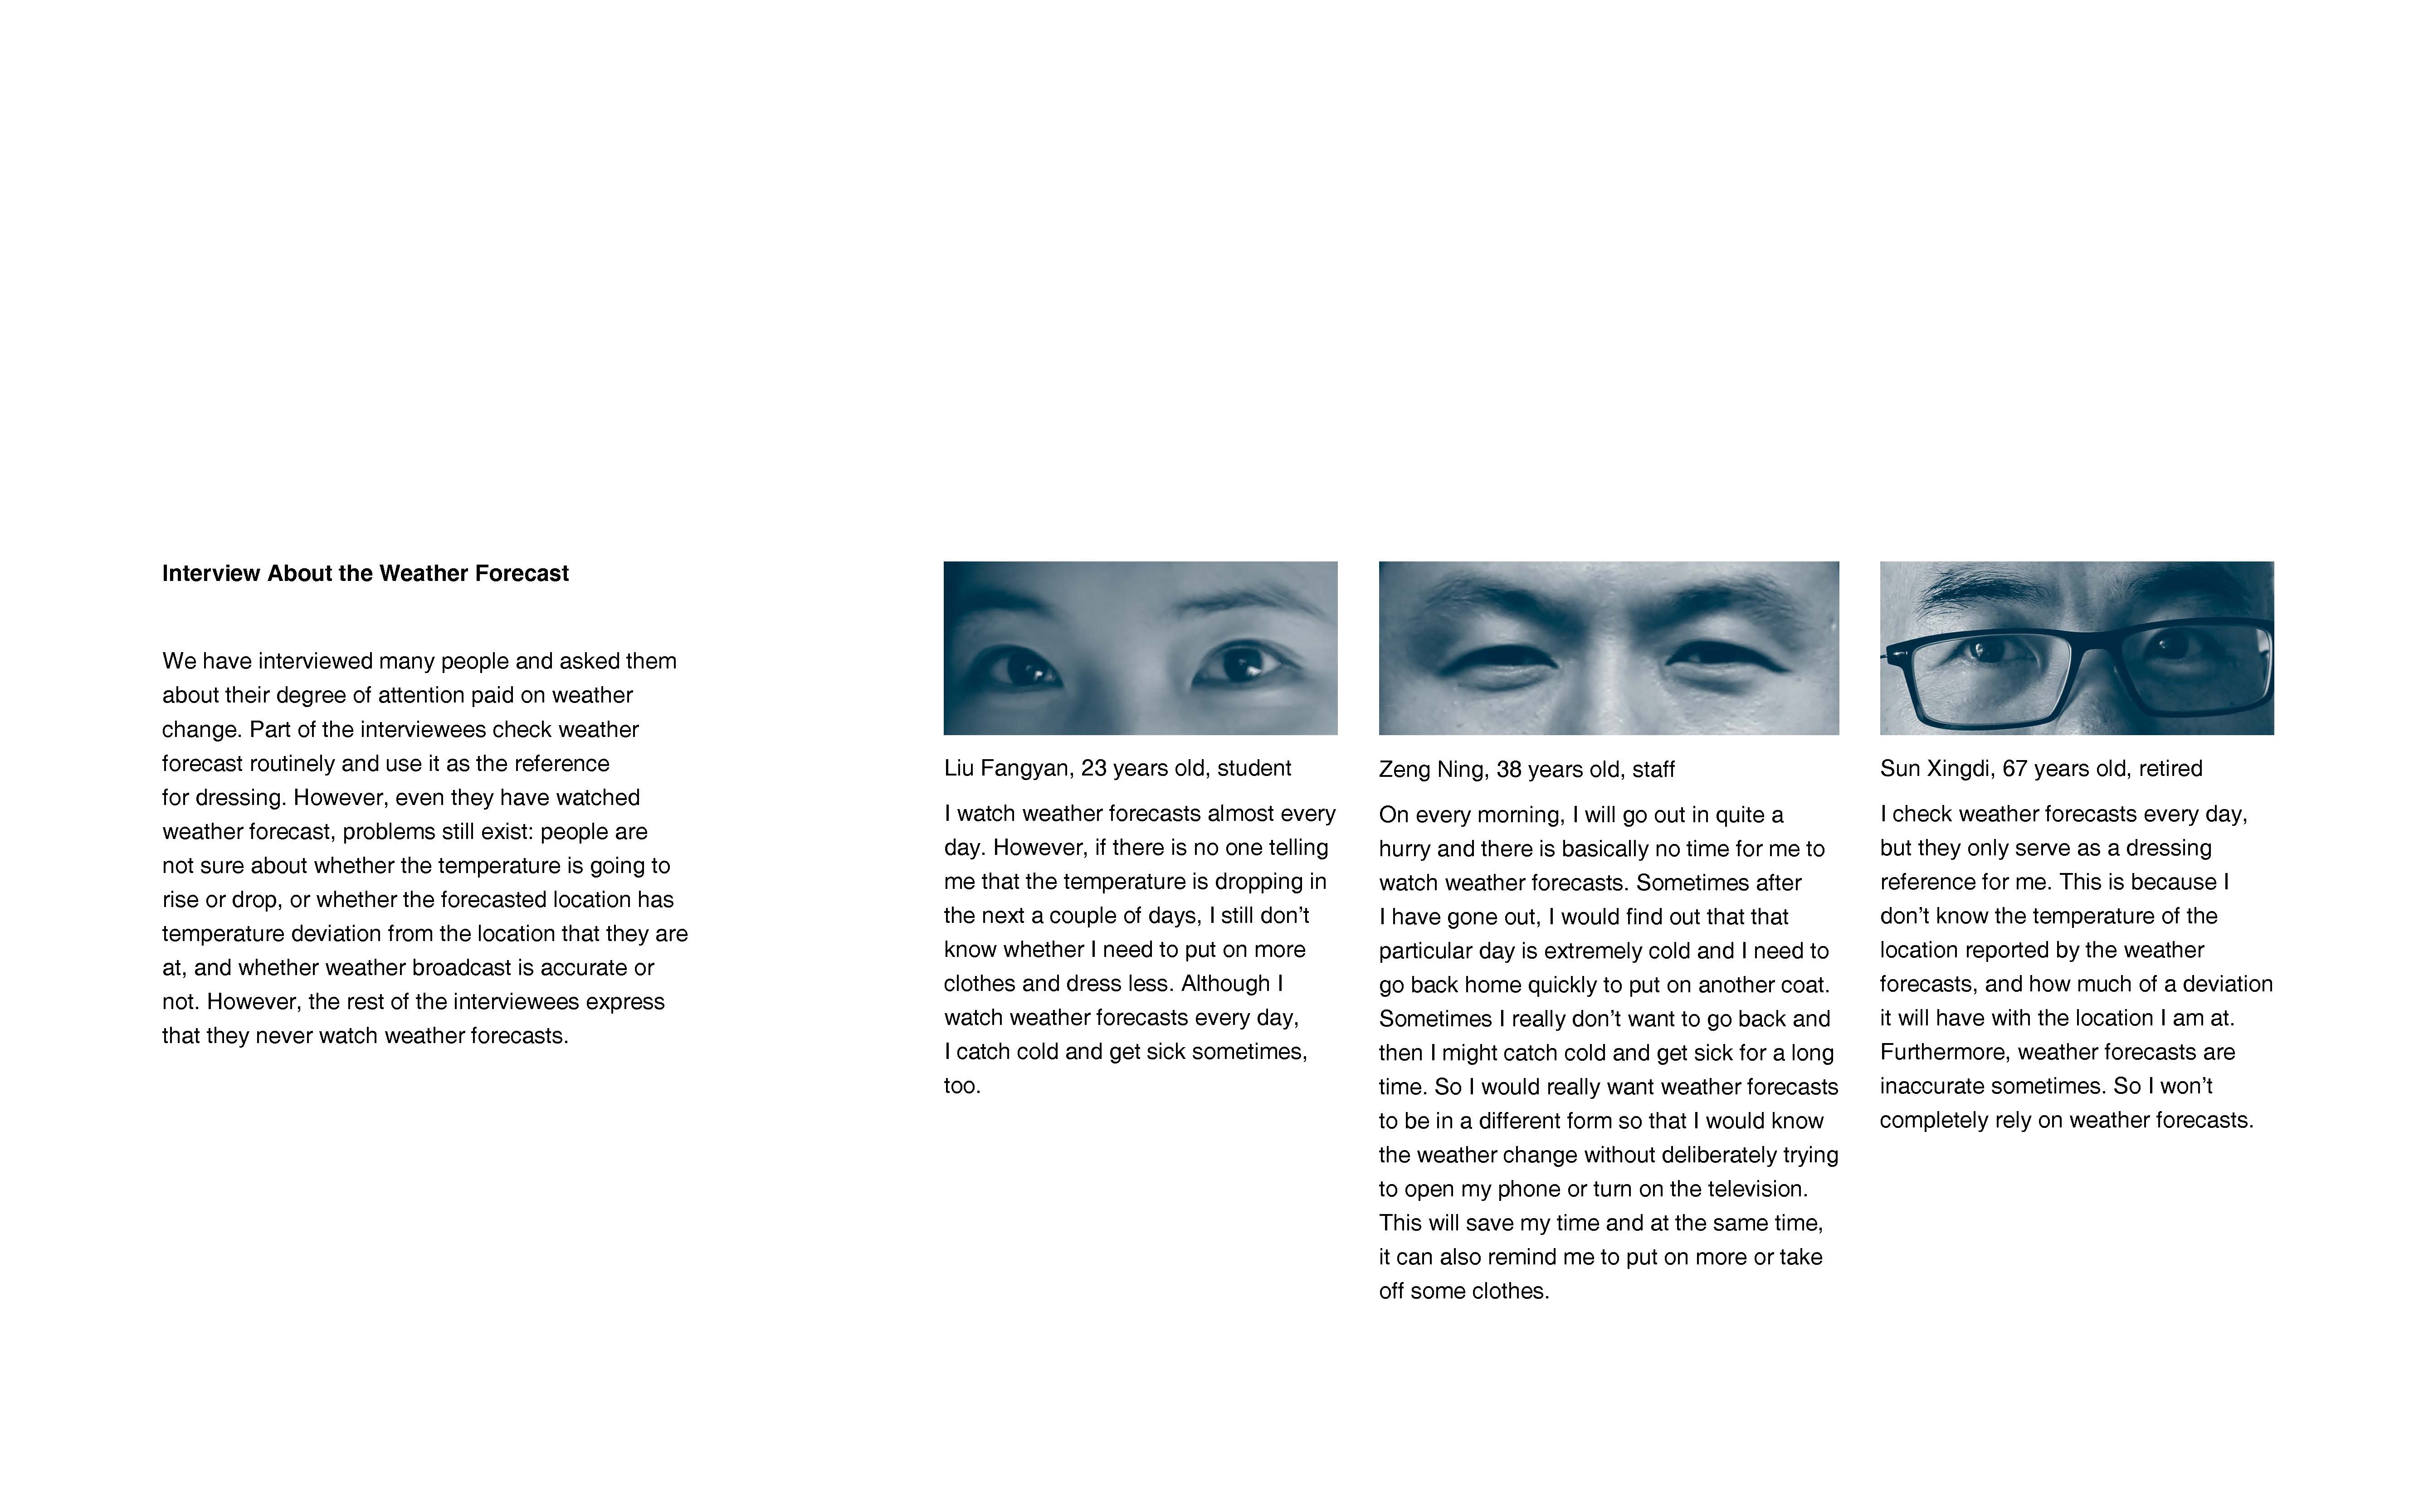 Interview About the Weather Forecast
We have interviewed many people and asked them
about their degree of attention paid on weather
change. Part of the interviewees check weather
forecast routinely and use it as the reference
for dressing. However, even they have watched
weather forecast, problems still exist: people are
not sure about whether the temperature is going to
rise or drop, or whether the forecasted location has
temperature deviation from the location that they are
at, and whether weather broadcast is accurate or
not. However, the rest of the interviewees express
that they never watch weather forecasts.
Liu Fangyan, 23 years old, student
I watch weather forecasts almost every
day. However, if there is no one telling
me that the temperature is dropping in
the next a couple of days, I still don’t
know whether I need to put on more
clothes and dress less. Although I
watch weather forecasts every day,
I catch cold and get sick sometimes,
too.
Zeng Ning, 38 years old, staff
On every morning, I will go out in quite a
hurry and there is basically no time for me to
watch weather forecasts. Sometimes after
I have gone out, I would find out that that
particular day is extremely cold and I need to
go back home quickly to put on another coat.
Sometimes I really don’t want to go back and
then I might catch cold and get sick for a long
time. So I would really want weather forecasts
to be in a different form so that I would know
the weather change without deliberately trying
to open my phone or turn on the television.
This will save my time and at the same time,
it can also remind me to put on more or take
off some clothes.
Sun Xingdi, 67 years old, retired
I check weather forecasts every day,
but they only serve as a dressing
reference for me. This is because I
don’t know the temperature of the
location reported by the weather
forecasts, and how much of a deviation
it will have with the location I am at.
Furthermore, weather forecasts are
inaccurate sometimes. So I won’t
completely rely on weather forecasts.